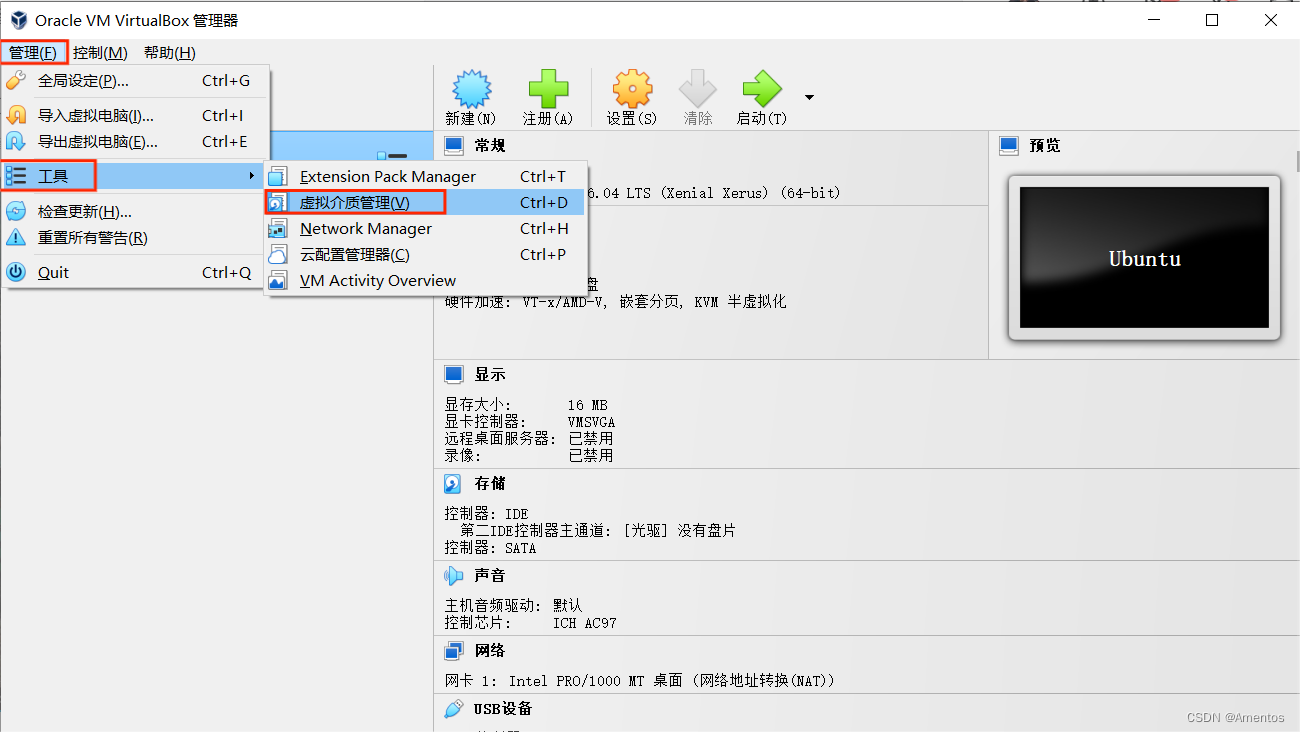 Oracle VM VirtualBox 管理器
管理(F) 控制(M) 帮助(H)
全局设定(P)... Ctrl+G
导入虚拟电脑(I)... Ctrl+I
导出虚拟电脑(E)... Ctrl+E
工具
检查更新(H)...
重置所有警告(R)
Quit Ctrl+Q
Extension Pack Manager Ctrl+T
虚拟介质管理(V) Ctrl+D
Network Manager Ctrl+H
云配置管理器(C) Ctrl+P
VM Activity Overview
新建(N) 注册(A) 设置(S) 清除 启动(T)
常规
6.04 LTS (Xenial Xerus) (64-bit)
盘
硬件加速: VT-x/AMD-V, 嵌套分页, KVM 半虚拟化
预览
Ubuntu
显示
显存大小: 16 MB
显卡控制器: VMSVGA
远程桌面服务器: 已禁用
录像: 已禁用
存储
控制器: IDE
第二IDE控制器主通道: [光驱] 没有盘片
控制器: SATA
声音
主机音频驱动: 默认
控制芯片: ICH AC97
网络
网卡 1: Intel PRO/1000 MT 桌面 (网络地址转换(NAT))
USB设备
CSDN @Amentos